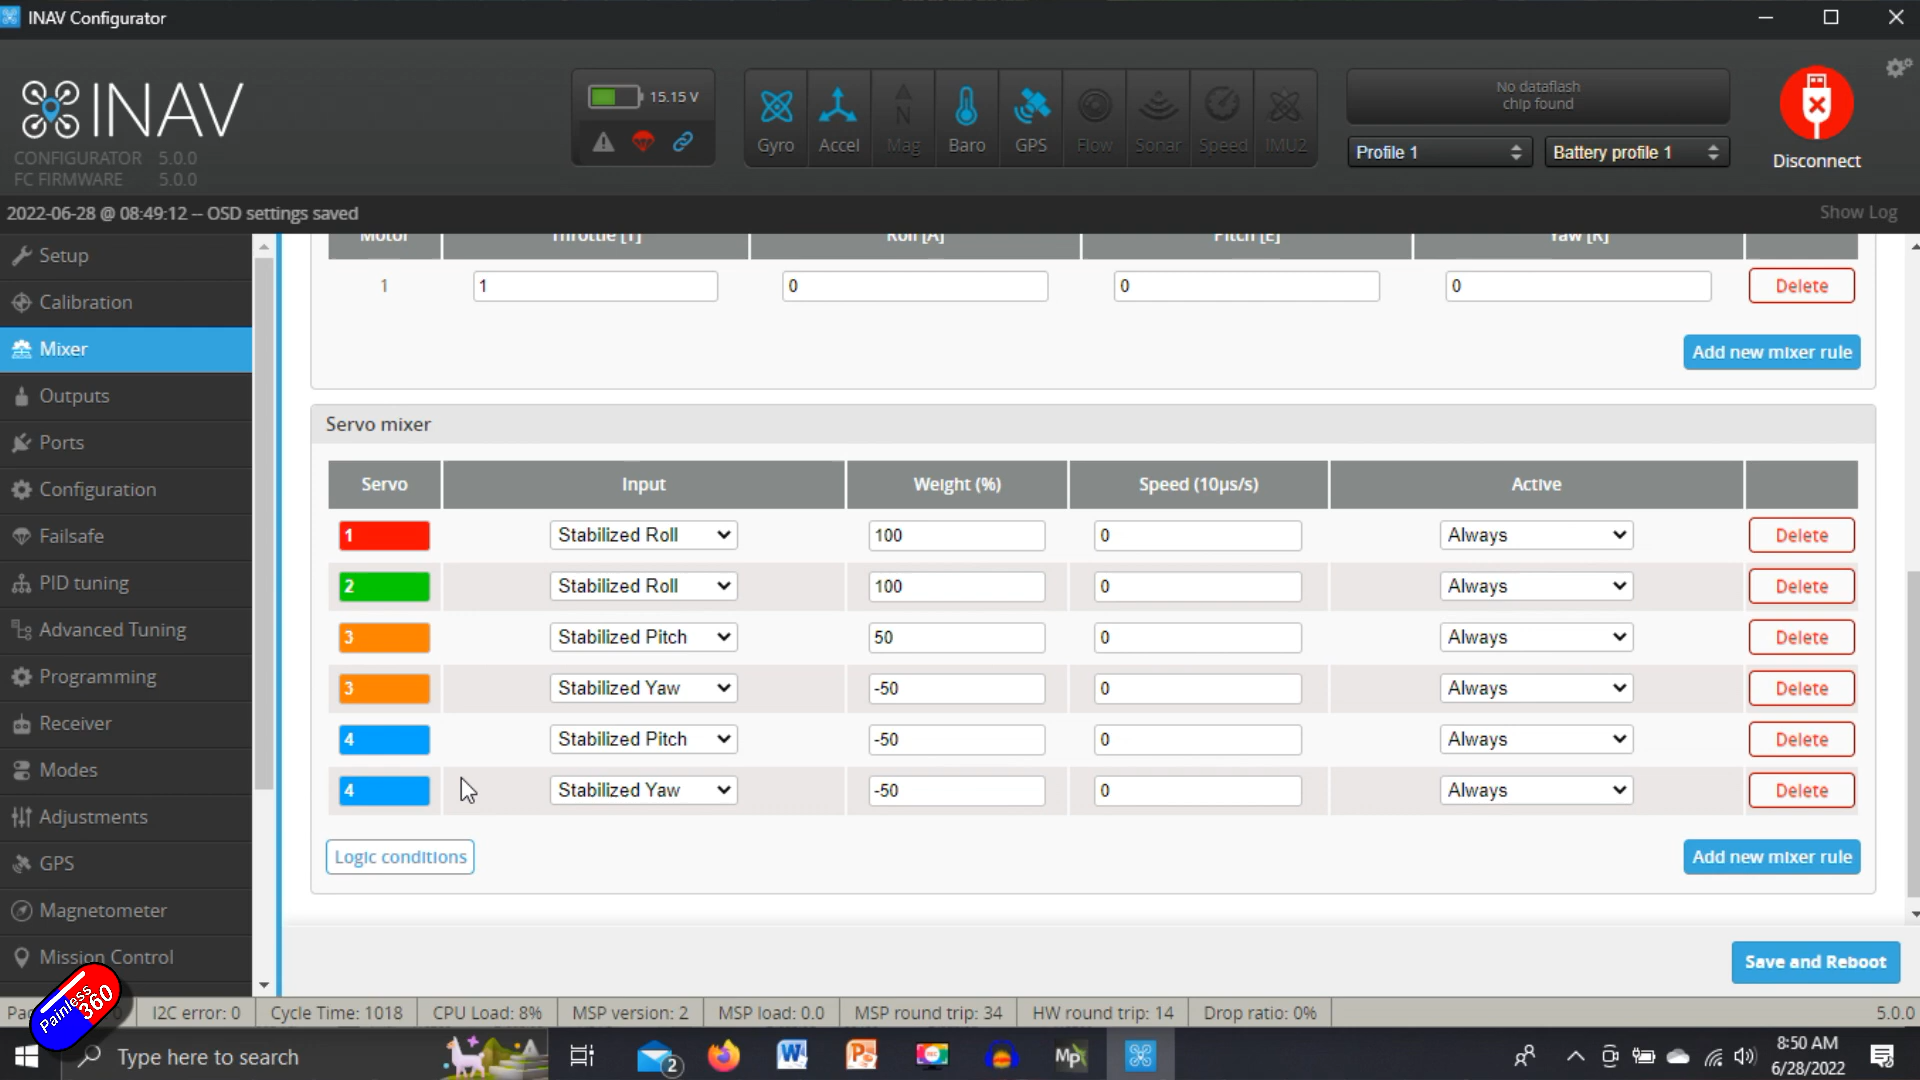 INAV Configurator
INAV
CONFIGURATOR 5.0.0
FC FIRMWARE 5.0.0
15.15 V
Gyro Accel Mag Baro GPS Flow Sonar Speed IMU2
No dataflash
chip found
Profile 1
Battery profile 1
Disconnect
2022-06-28 @ 08:49:12 -- OSD settings saved
Show Log
Setup
Calibration
Mixer
Outputs
Ports
Configuration
Failsafe
PID tuning
Advanced Tuning
Programming
Receiver
Modes
Adjustments
GPS
Magnetometer
Mission Control
Motor Throttle [T] Roll [A] Pitch [E] Yaw [R]
1 1 0 0 0 Delete
Add new mixer rule
Servo mixer
Servo Input Weight (%) Speed (10µs/s) Active
1 Stabilized Roll 100 0 Always Delete
2 Stabilized Roll 100 0 Always Delete
3 Stabilized Pitch 50 0 Always Delete
3 Stabilized Yaw -50 0 Always Delete
4 Stabilized Pitch -50 0 Always Delete
4 Stabilized Yaw -50 0 Always Delete
Logic conditions
Add new mixer rule
Save and Reboot
Painless360
I2C error: 0 Cycle Time: 1018 CPU Load: 8% MSP version: 2 MSP load: 0.0 MSP round trip: 34 HW round trip: 14 Drop ratio: 0% 5.0.0
Type here to search
2
8:50 AM
6/28/2022